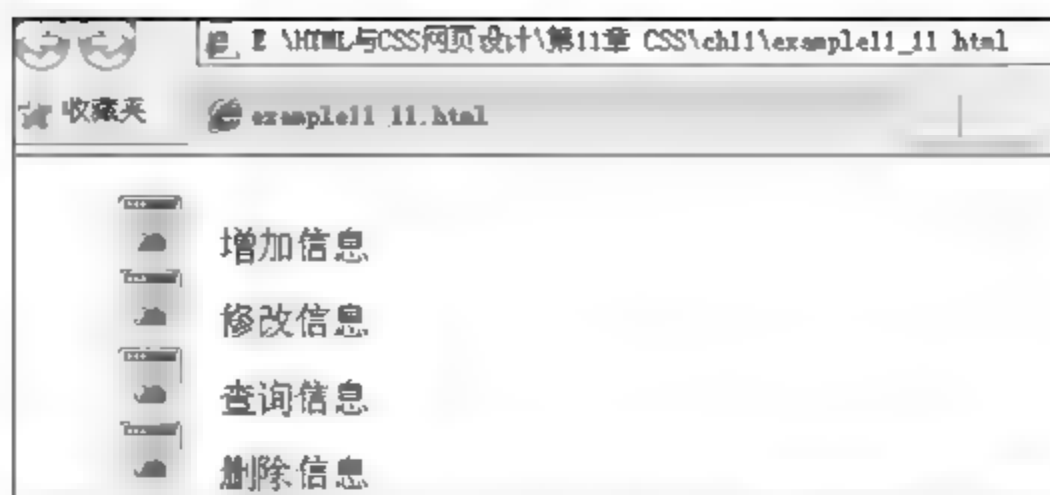 E \HTML与CSS网页设计\第11章 CSS\ch11\example11_11 html
收藏夹
example11_11.html
增加信息
修改信息
查询信息
删除信息